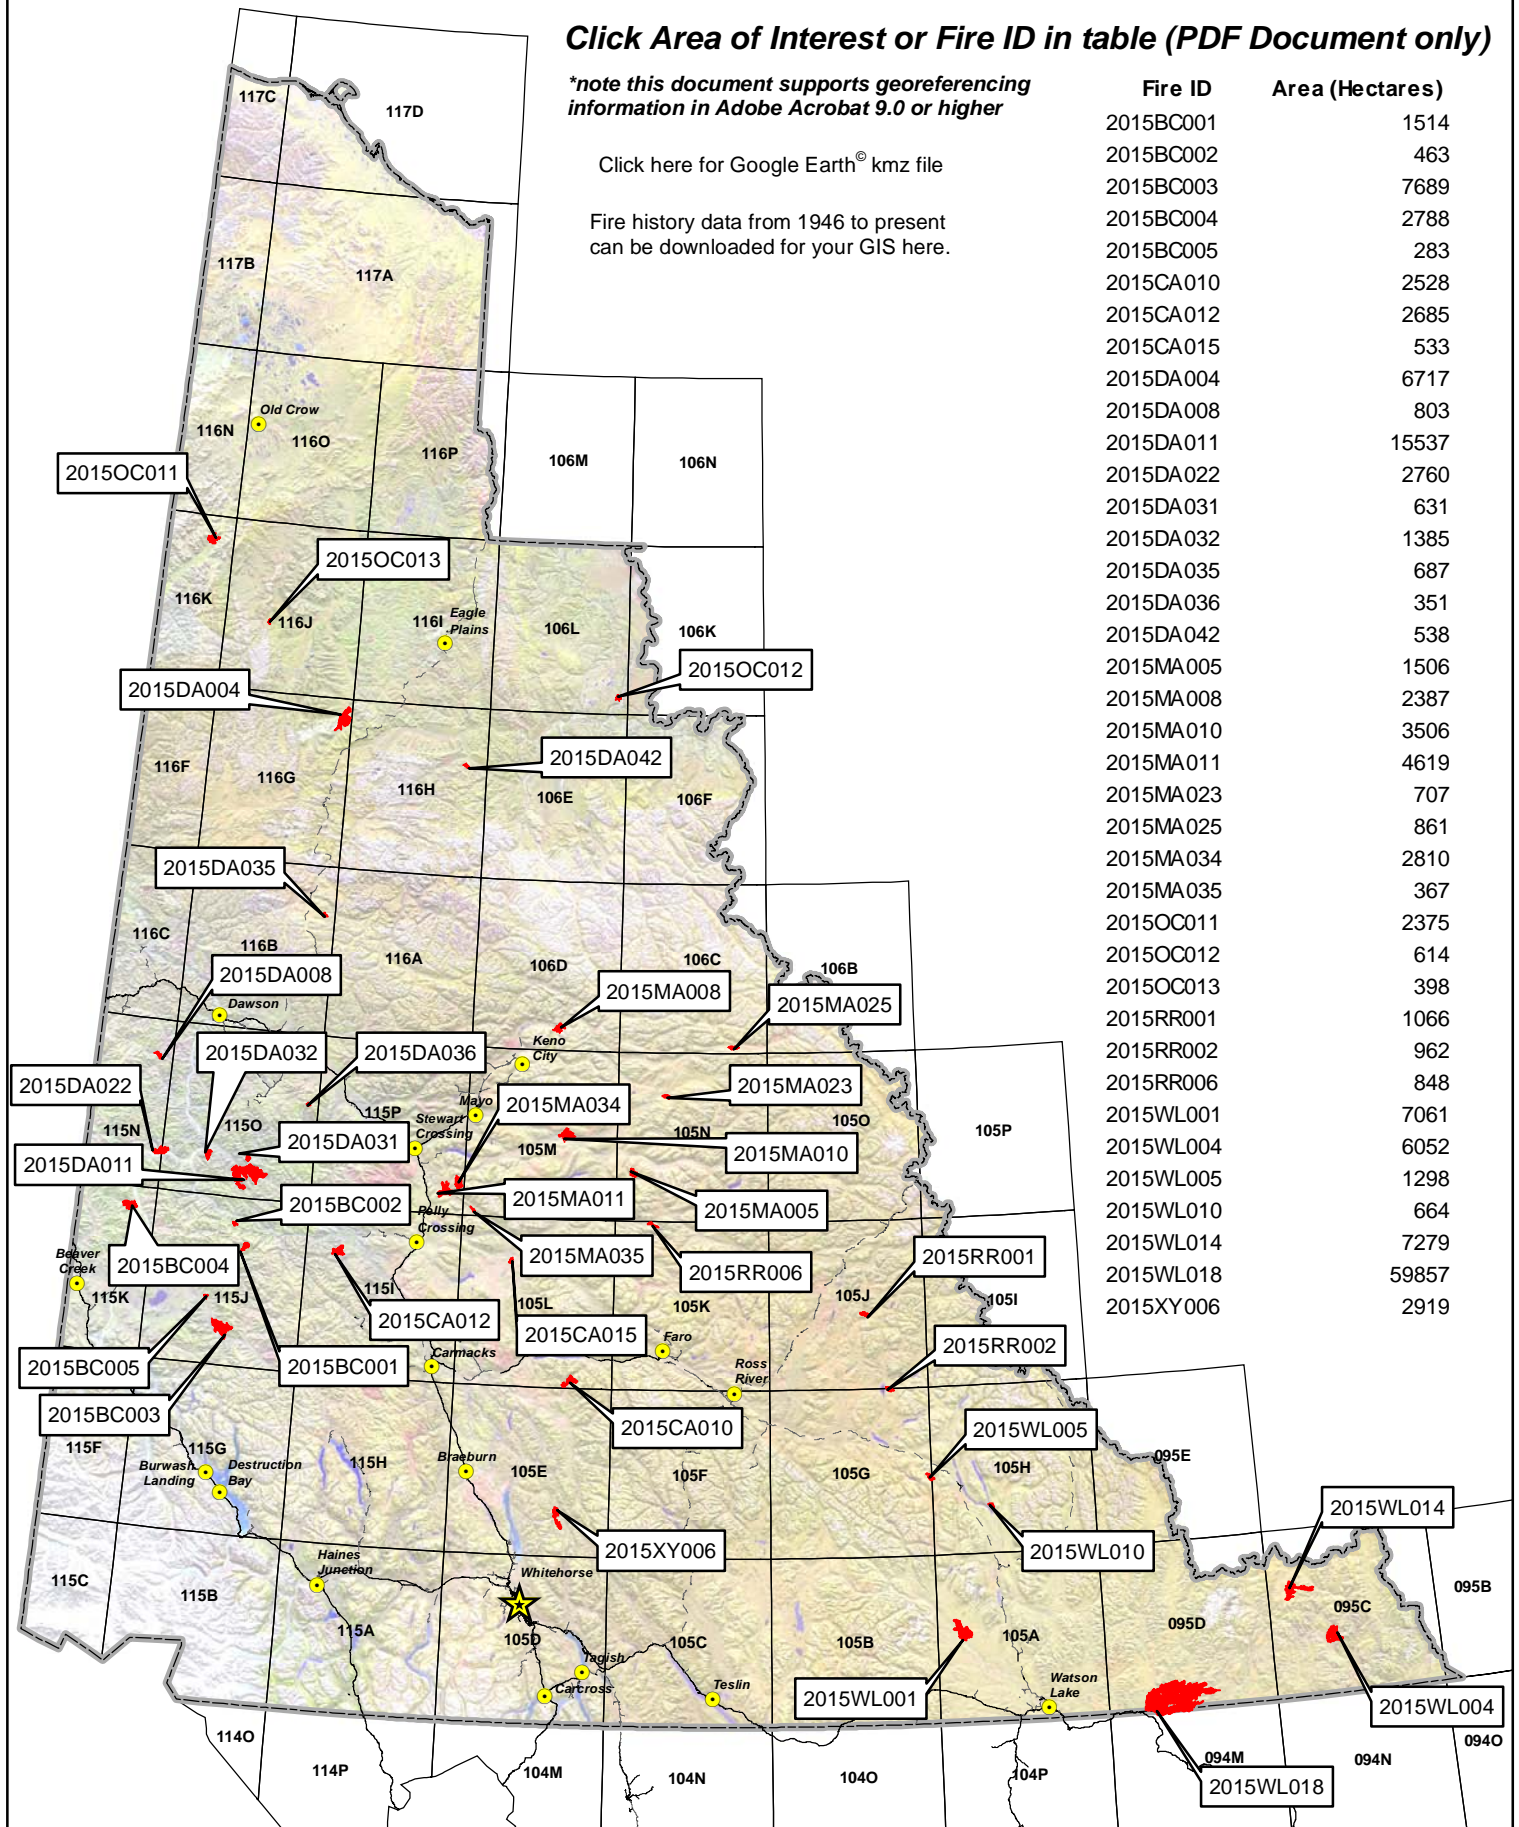 Click Area of Interest or Fire ID in table (PDF Document only)
*note this document supports georeferencing
information in Adobe Acrobat 9.0 or higher
Click here for Google Earth© kmz file
Fire history data from 1946 to present
can be downloaded for your GIS here.
Fire ID Area (Hectares)
2015BC001 1514
2015BC002 463
2015BC003 7689
2015BC004 2788
2015BC005 283
2015CA010 2528
2015CA012 2685
2015CA015 533
2015DA004 6717
2015DA008 803
2015DA011 15537
2015DA022 2760
2015DA031 631
2015DA032 1385
2015DA035 687
2015DA036 351
2015DA042 538
2015MA005 1506
2015MA008 2387
2015MA010 3506
2015MA011 4619
2015MA023 707
2015MA025 861
2015MA034 2810
2015MA035 367
2015OC011 2375
2015OC012 614
2015OC013 398
2015RR001 1066
2015RR002 962
2015RR006 848
2015WL001 7061
2015WL004 6052
2015WL005 1298
2015WL010 664
2015WL014 7279
2015WL018 59857
2015XY006 2919
117C
117D
117B
117A
Old Crow
116N
116O
116P
106M
106N
2015OC011
2015OC013
116K
116J
116I
Eagle
Plains
106L
106K
2015OC012
2015DA004
2015DA042
116F
116G
116H
106E
106F
2015DA035
116C
116B
116A
106D
106C
106B
2015DA008
2015MA008
2015MA025
Dawson
2015DA032
2015DA036
Keno
City
2015DA022
2015MA023
Mayo
2015MA034
115P
Stewart
Crossing
115N
115O
105M
105N
105O
105P
2015DA031
2015MA010
2015DA011
2015MA011
2015MA005
2015BC002
Pelly
Crossing
2015MA035
2015RR006
2015RR001
Beaver
Creek
2015BC004
115K
115J
115I
105L
105K
105J
105I
2015CA012
2015CA015
Faro
2015RR002
2015BC005
2015BC001
Carmacks
Ross
River
2015BC003
2015CA010
2015WL005
115F
115G
Burwash
Landing
Destruction
Bay
115H
Braeburn
105E
105F
105G
105H
095E
2015WL014
2015XY006
2015WL010
Haines
Junction
Whitehorse
115C
115B
115A
105D
105C
105B
105A
095D
095C
095B
Tagish
Carcross
Teslin
2015WL001
Watson
Lake
2015WL004
114O
114P
104M
104N
104O
104P
094M
094N
094O
2015WL018